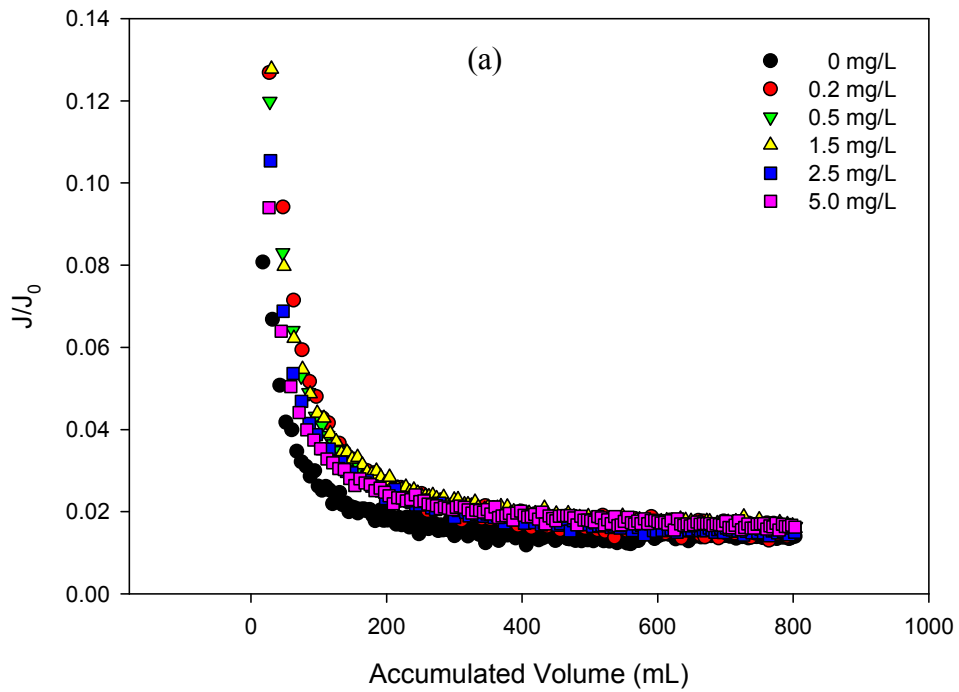 (a)
0 mg/L
0.2 mg/L
0.5 mg/L
1.5 mg/L
2.5 mg/L
5.0 mg/L
0.14
0.12
0.10
0.08
0.06
0.04
0.02
0.00
J/J0
0 200 400 600 800 1000
Accumulated Volume (mL)